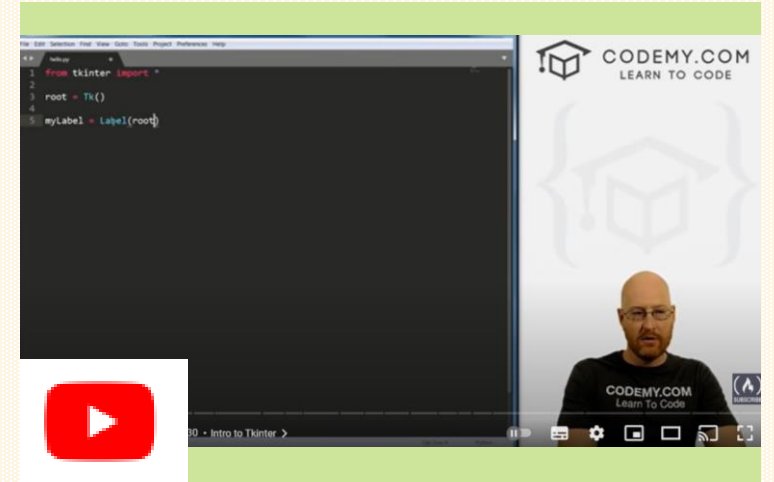 File Edit Selection Find View Goto Tools Project Preferences Help
hello.py
1 from tkinter import *
2
3 root = Tk()
4
5 myLabel = Label(root)
CODEMY.COM
LEARN TO CODE
CODEMY.COM
Learn To Code
SUBSCRIBE
30 • Intro to Tkinter >